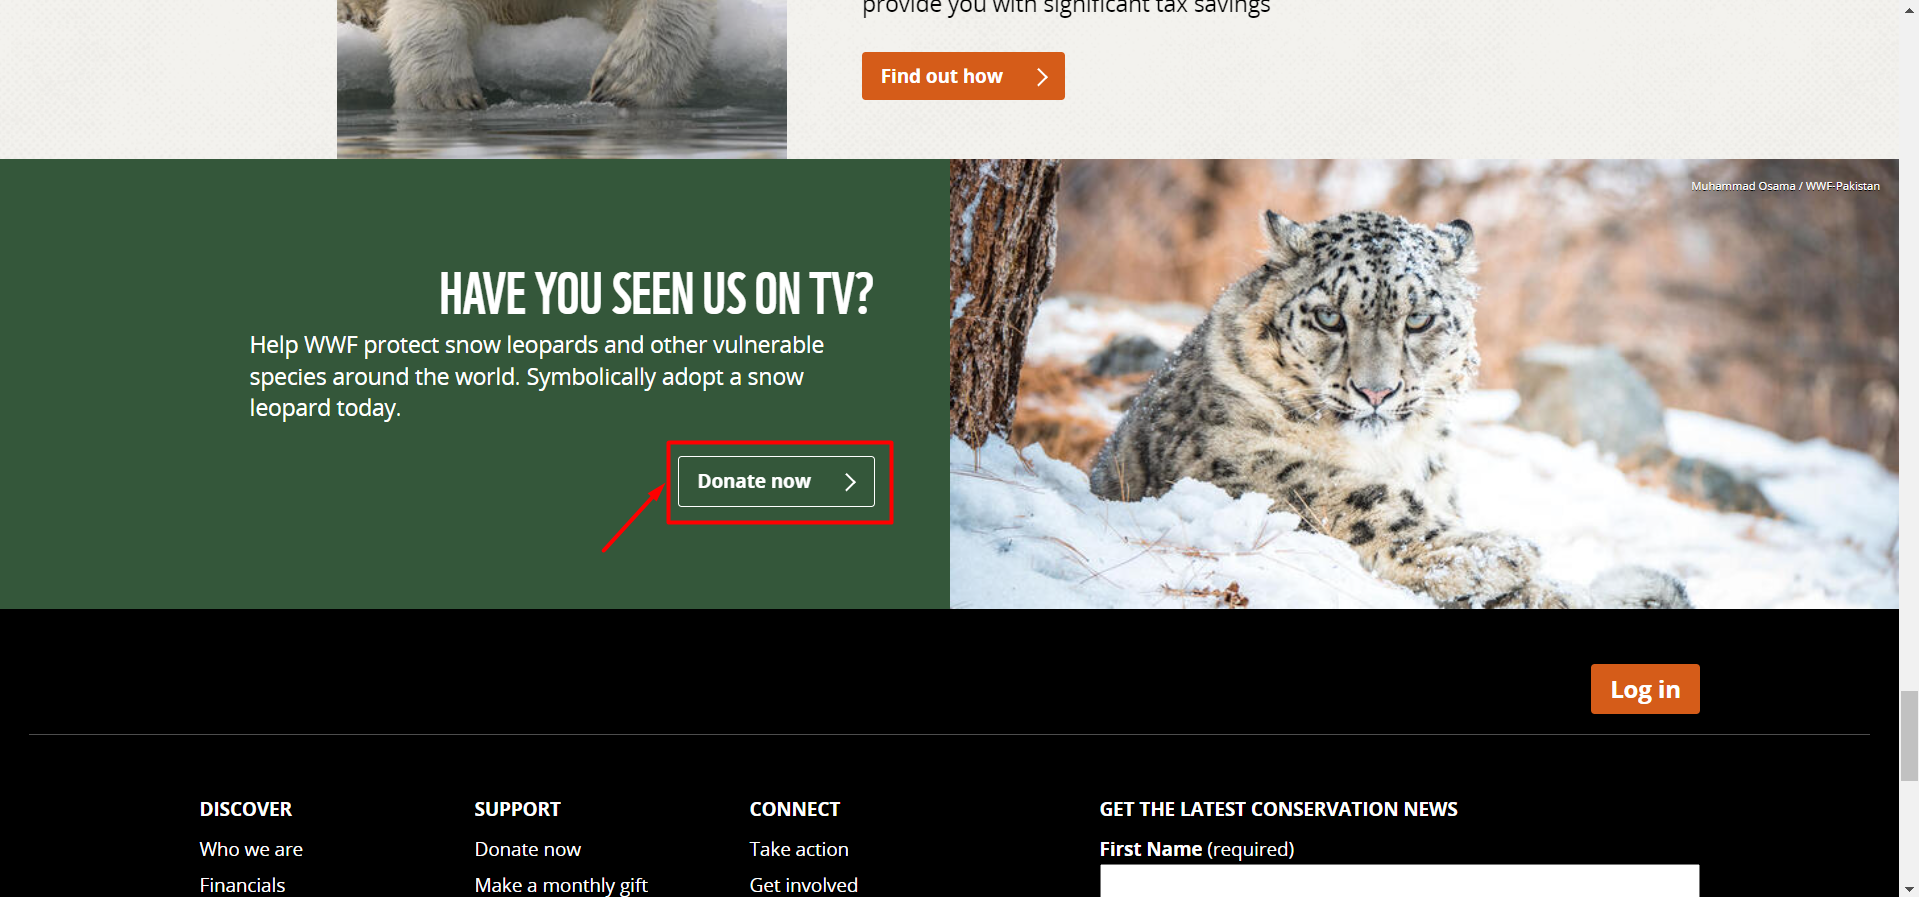 provide you with significant tax savings
Find out how
Muhammad Osama / WWF-Pakistan
HAVE YOU SEEN US ON TV?
Help WWF protect snow leopards and other vulnerable
species around the world. Symbolically adopt a snow
leopard today.
Donate now
Log in
DISCOVER
Who we are
Financials
SUPPORT
Donate now
Make a monthly gift
CONNECT
Take action
Get involved
GET THE LATEST CONSERVATION NEWS
First Name (required)